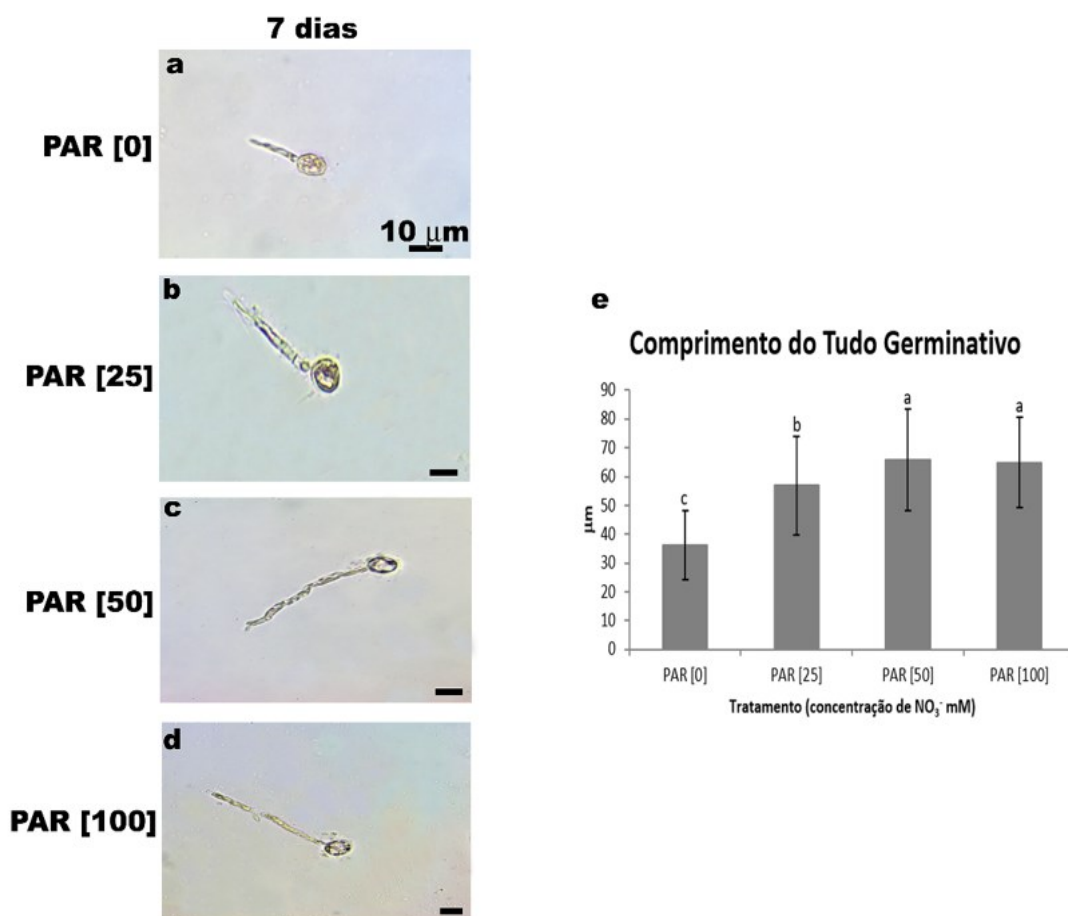 7 dias
a
PAR [0]
10 μm
b
PAR [25]
c
PAR [50]
d
PAR [100]
e
Comprimento do Tudo Germinativo
90
80
70
60
50
40
30
20
10
0
μm
c
b
a
a
PAR [0] PAR [25] PAR [50] PAR [100]
Tratamento (concentração de NO₃⁻ mM)